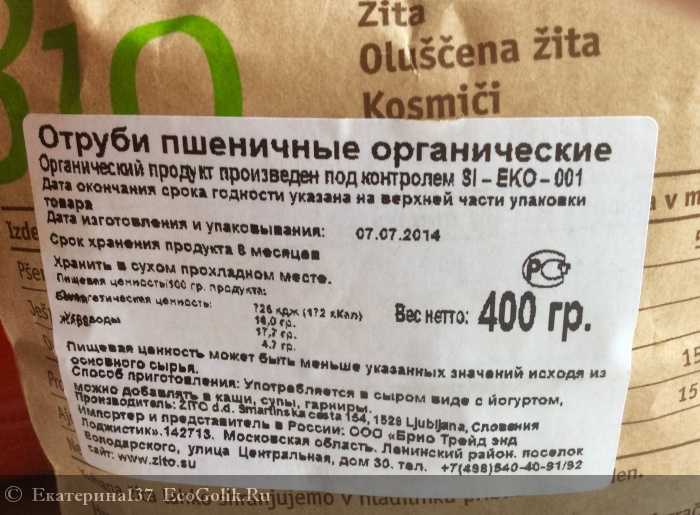 Bio
Žita
Oluščena žita
Kosmiči
Отруби пшеничные органические
Органический продукт произведен под контролем SI – EKO – 001
Дата окончания срока годности указана на верхней части упаковки
товара
Дата изготовления и упаковывания: 07.07.2014
Срок хранения продукта 8 месяцев
Хранить в сухом прохладном месте.
Пищевая ценность/100 гр. продукта:
726 кдж (172 кКал)
16,0 гр.
17,7 гр.
4,7 гр.
Вес нетто: 400 гр.
Пищевая ценность может быть меньше указанных значений исходя из
основного сырья.
Способ приготовления: Употребляется в сыром виде с йогуртом,
можно добавлять в каши, супы, гарниры.
Производитель: ZITO d.d. Smartinska cesta 154, 1529 Ljubljana, Словения
Импортер и представитель в России: ООО «Брио Трейд энд
Лоджистик».142713. Московская область. Ленинский район. поселок
Володарского, улица Центральная, дом 30. тел. +7(498)540-40-91/92
сайт: www.zito.su
© Екатерина137 EcoGolik.Ru